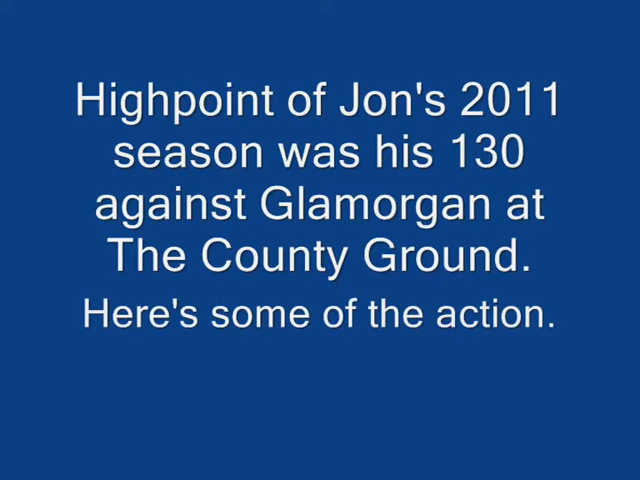 Highpoint of Jon's 2011
season was his 130
against Glamorgan at
The County Ground.
Here's some of the action.